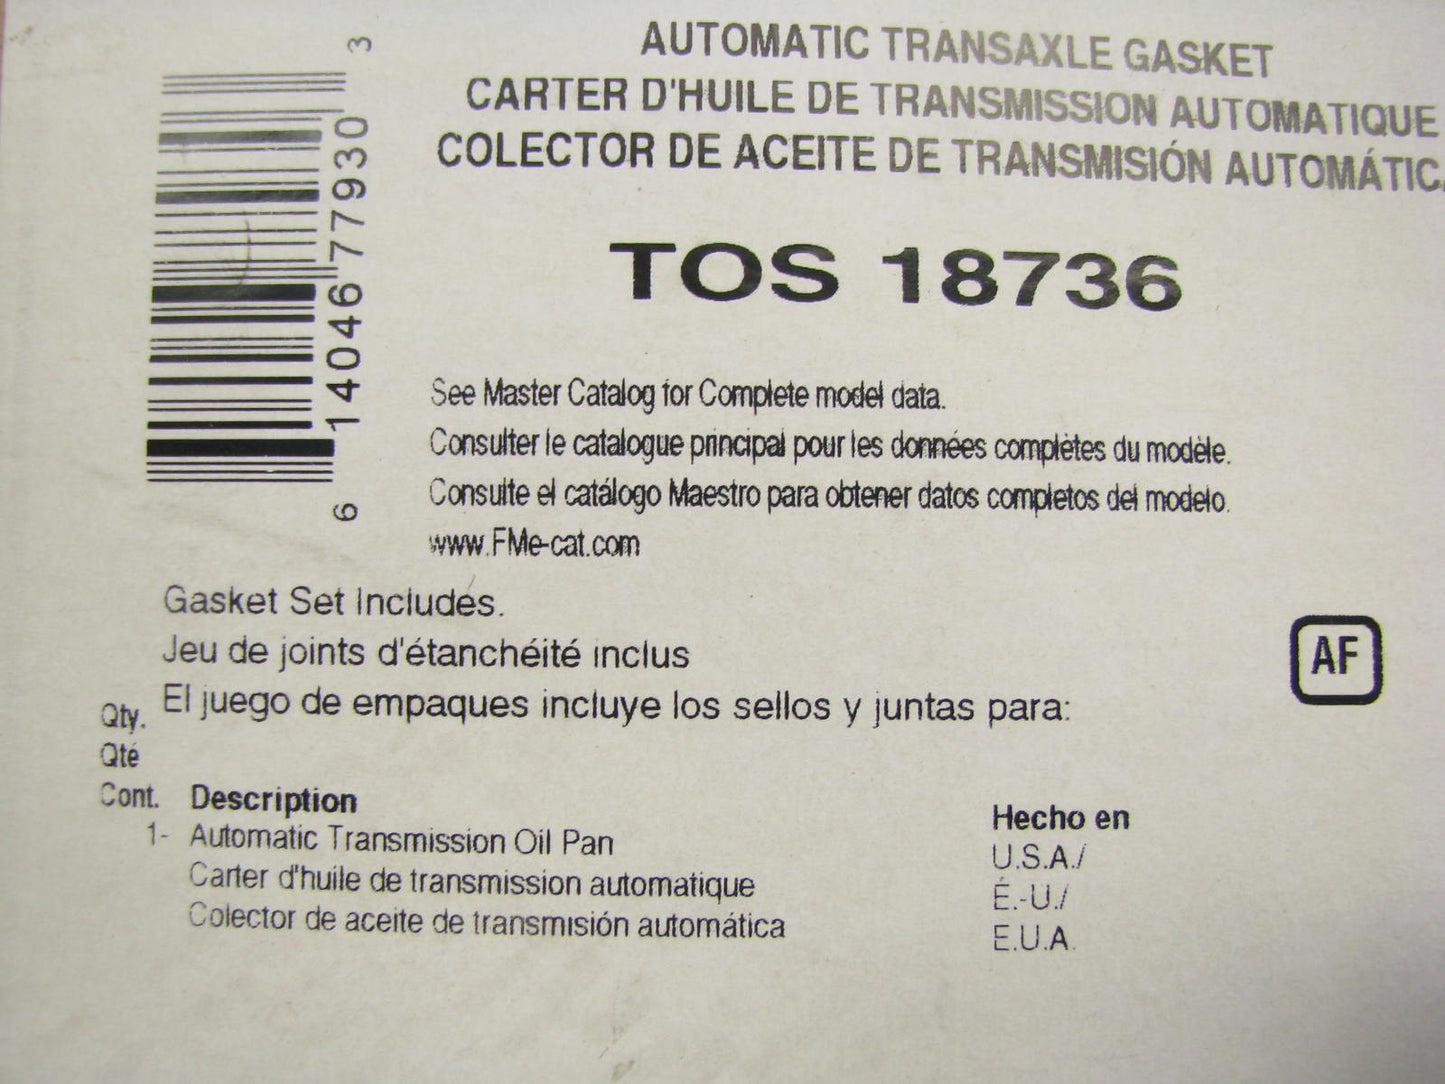 AUTOMATIC TRANSAXLE GASKET
CARTER D'HUILE DE TRANSMISSION AUTOMATIQUE
COLECTOR DE ACEITE DE TRANSMISIÓN AUTOMÁTICA
TOS 18736
6 14046 77930 3
See Master Catalog for Complete model data.
Consulter le catalogue principal pour les données complètes du modèle.
Consulte el catálogo Maestro para obtener datos completos del modelo.
www.FMe-cat.com
Gasket Set Includes.
Jeu de joints d'étanchéité inclus
El juego de empaques incluye los sellos y juntas para:
AF
Qty.
Qté
Cont. Description
1- Automatic Transmission Oil Pan
Carter d'huile de transmission automatique
Colector de aceite de transmisión automática
Hecho en
U.S.A./
É.-U./
E.U.A.